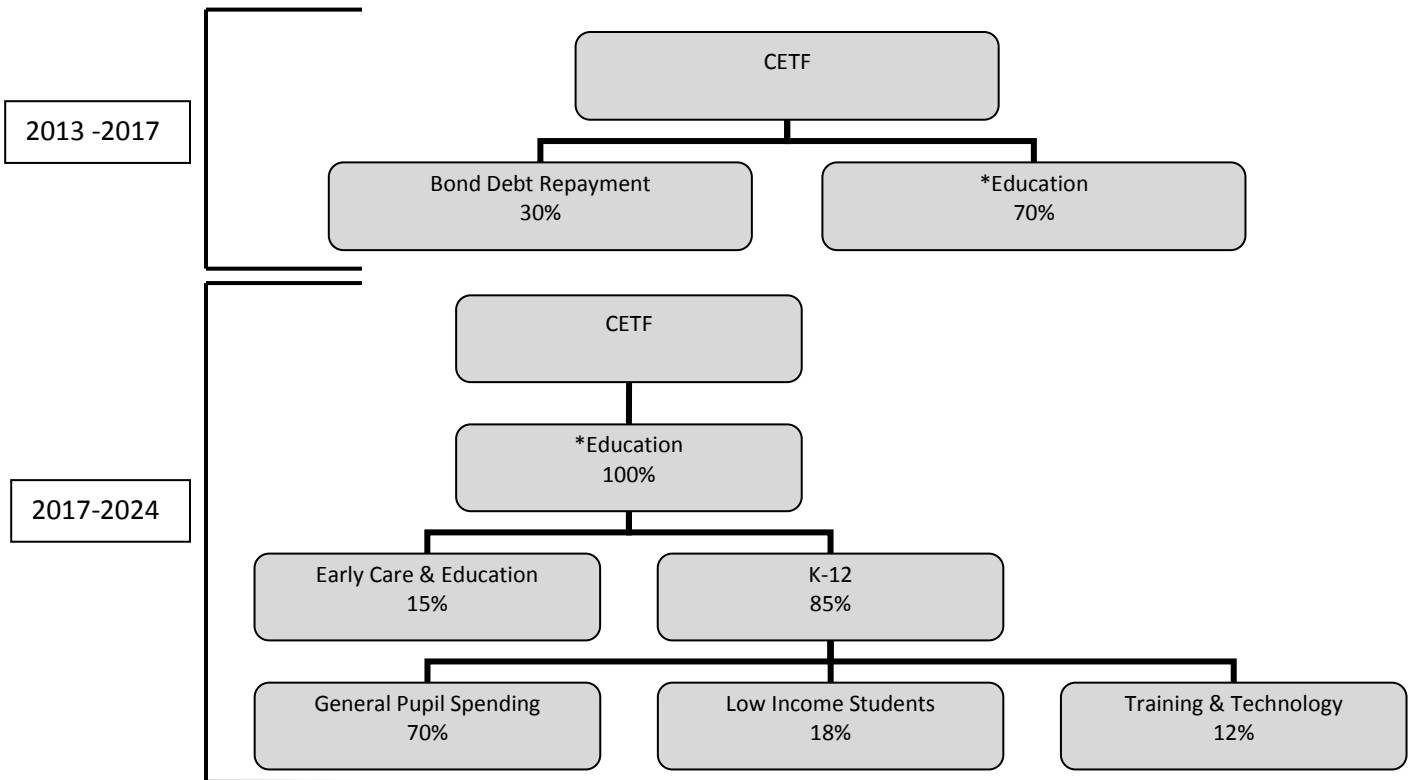 CETF
2013 -2017
Bond Debt Repayment
30%
*Education
70%
CETF
*Education
100%
2017-2024
Early Care & Education
15%
K-12
85%
General Pupil Spending
70%
Low Income Students
18%
Training & Technology
12%